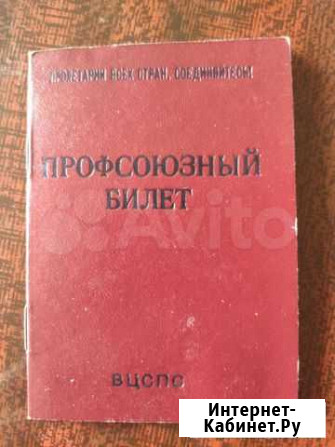 ПРОЛЕТАРИИ ВСЕХ СТРАН, СОЕДИНЯЙТЕСЬ!
ПРОФСОЮЗНЫЙ
БИЛЕТ
Avito
ВЦСПС
Интернет-
Кабинет.Ру